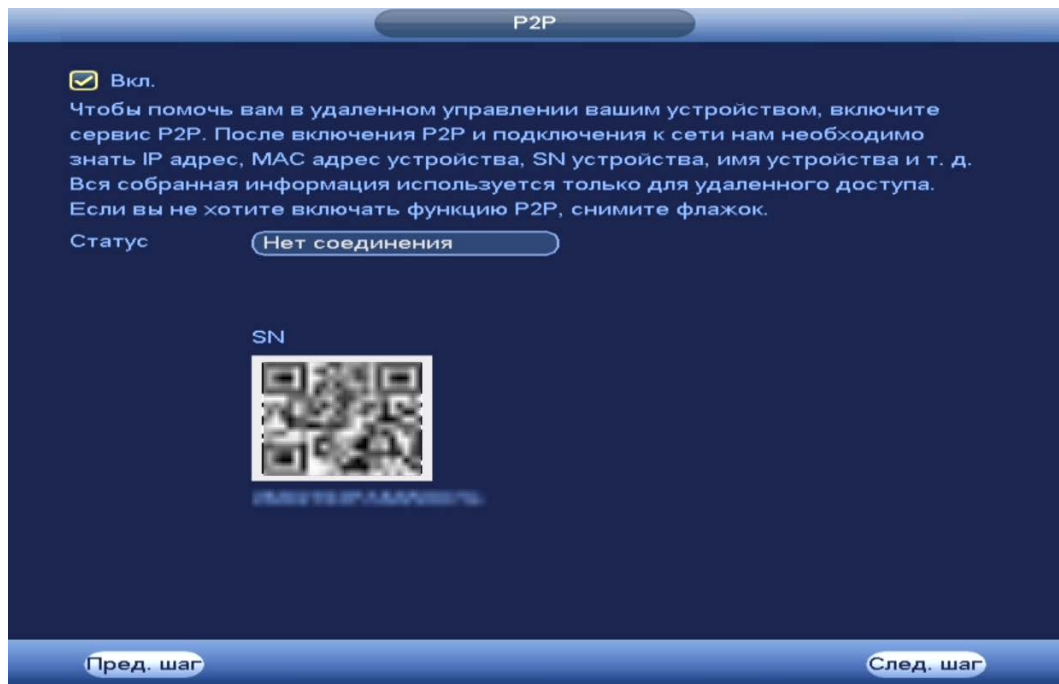 P2P
Вкл.
Чтобы помочь вам в удаленном управлении вашим устройством, включите
сервис P2P. После включения P2P и подключения к сети нам необходимо
знать IP адрес, MAC адрес устройства, SN устройства, имя устройства и т. д.
Вся собранная информация используется только для удаленного доступа.
Если вы не хотите включать функцию P2P, снимите флажок.
Статус Нет соединения
SN
Пред. шаг След. шаг